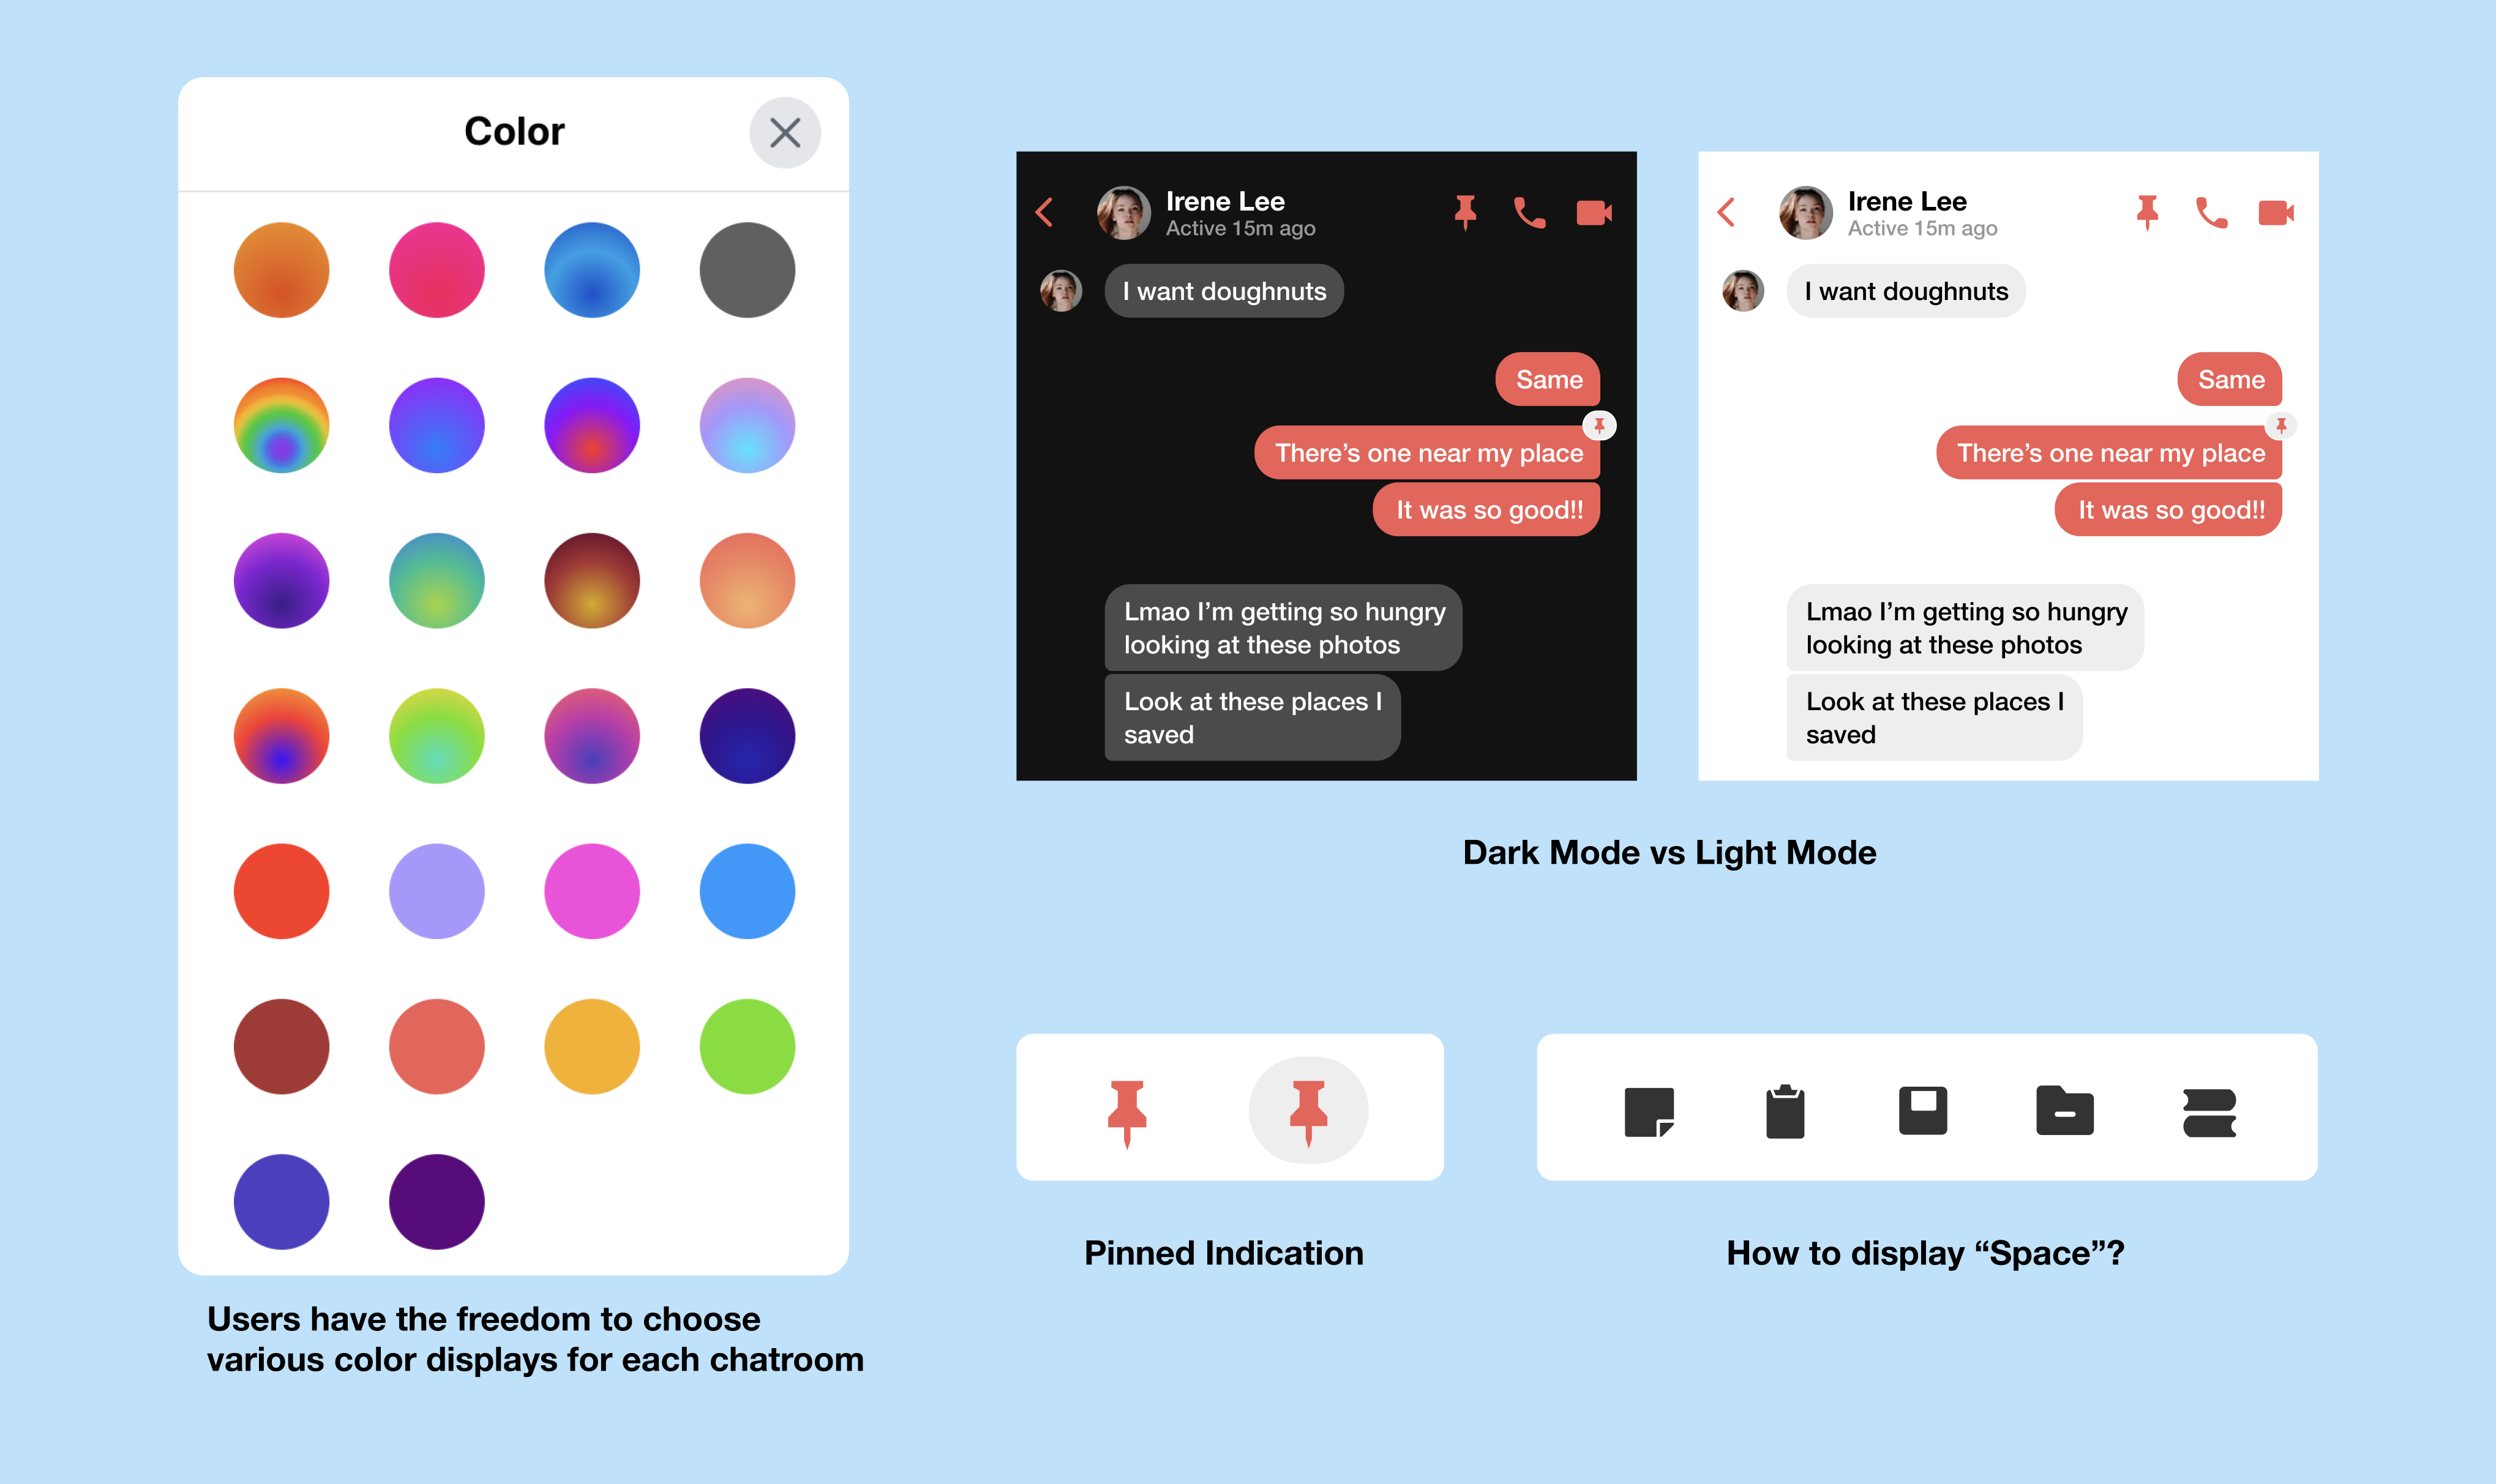 Color
Users have the freedom to choose
various color displays for each chatroom
Irene Lee
Active 15m ago
I want doughnuts
Same
There’s one near my place
It was so good!!
Lmao I’m getting so hungry
looking at these photos
Look at these places I
saved
Irene Lee
Active 15m ago
I want doughnuts
Same
There’s one near my place
It was so good!!
Lmao I’m getting so hungry
looking at these photos
Look at these places I
saved
Dark Mode vs Light Mode
Pinned Indication
How to display “Space”?